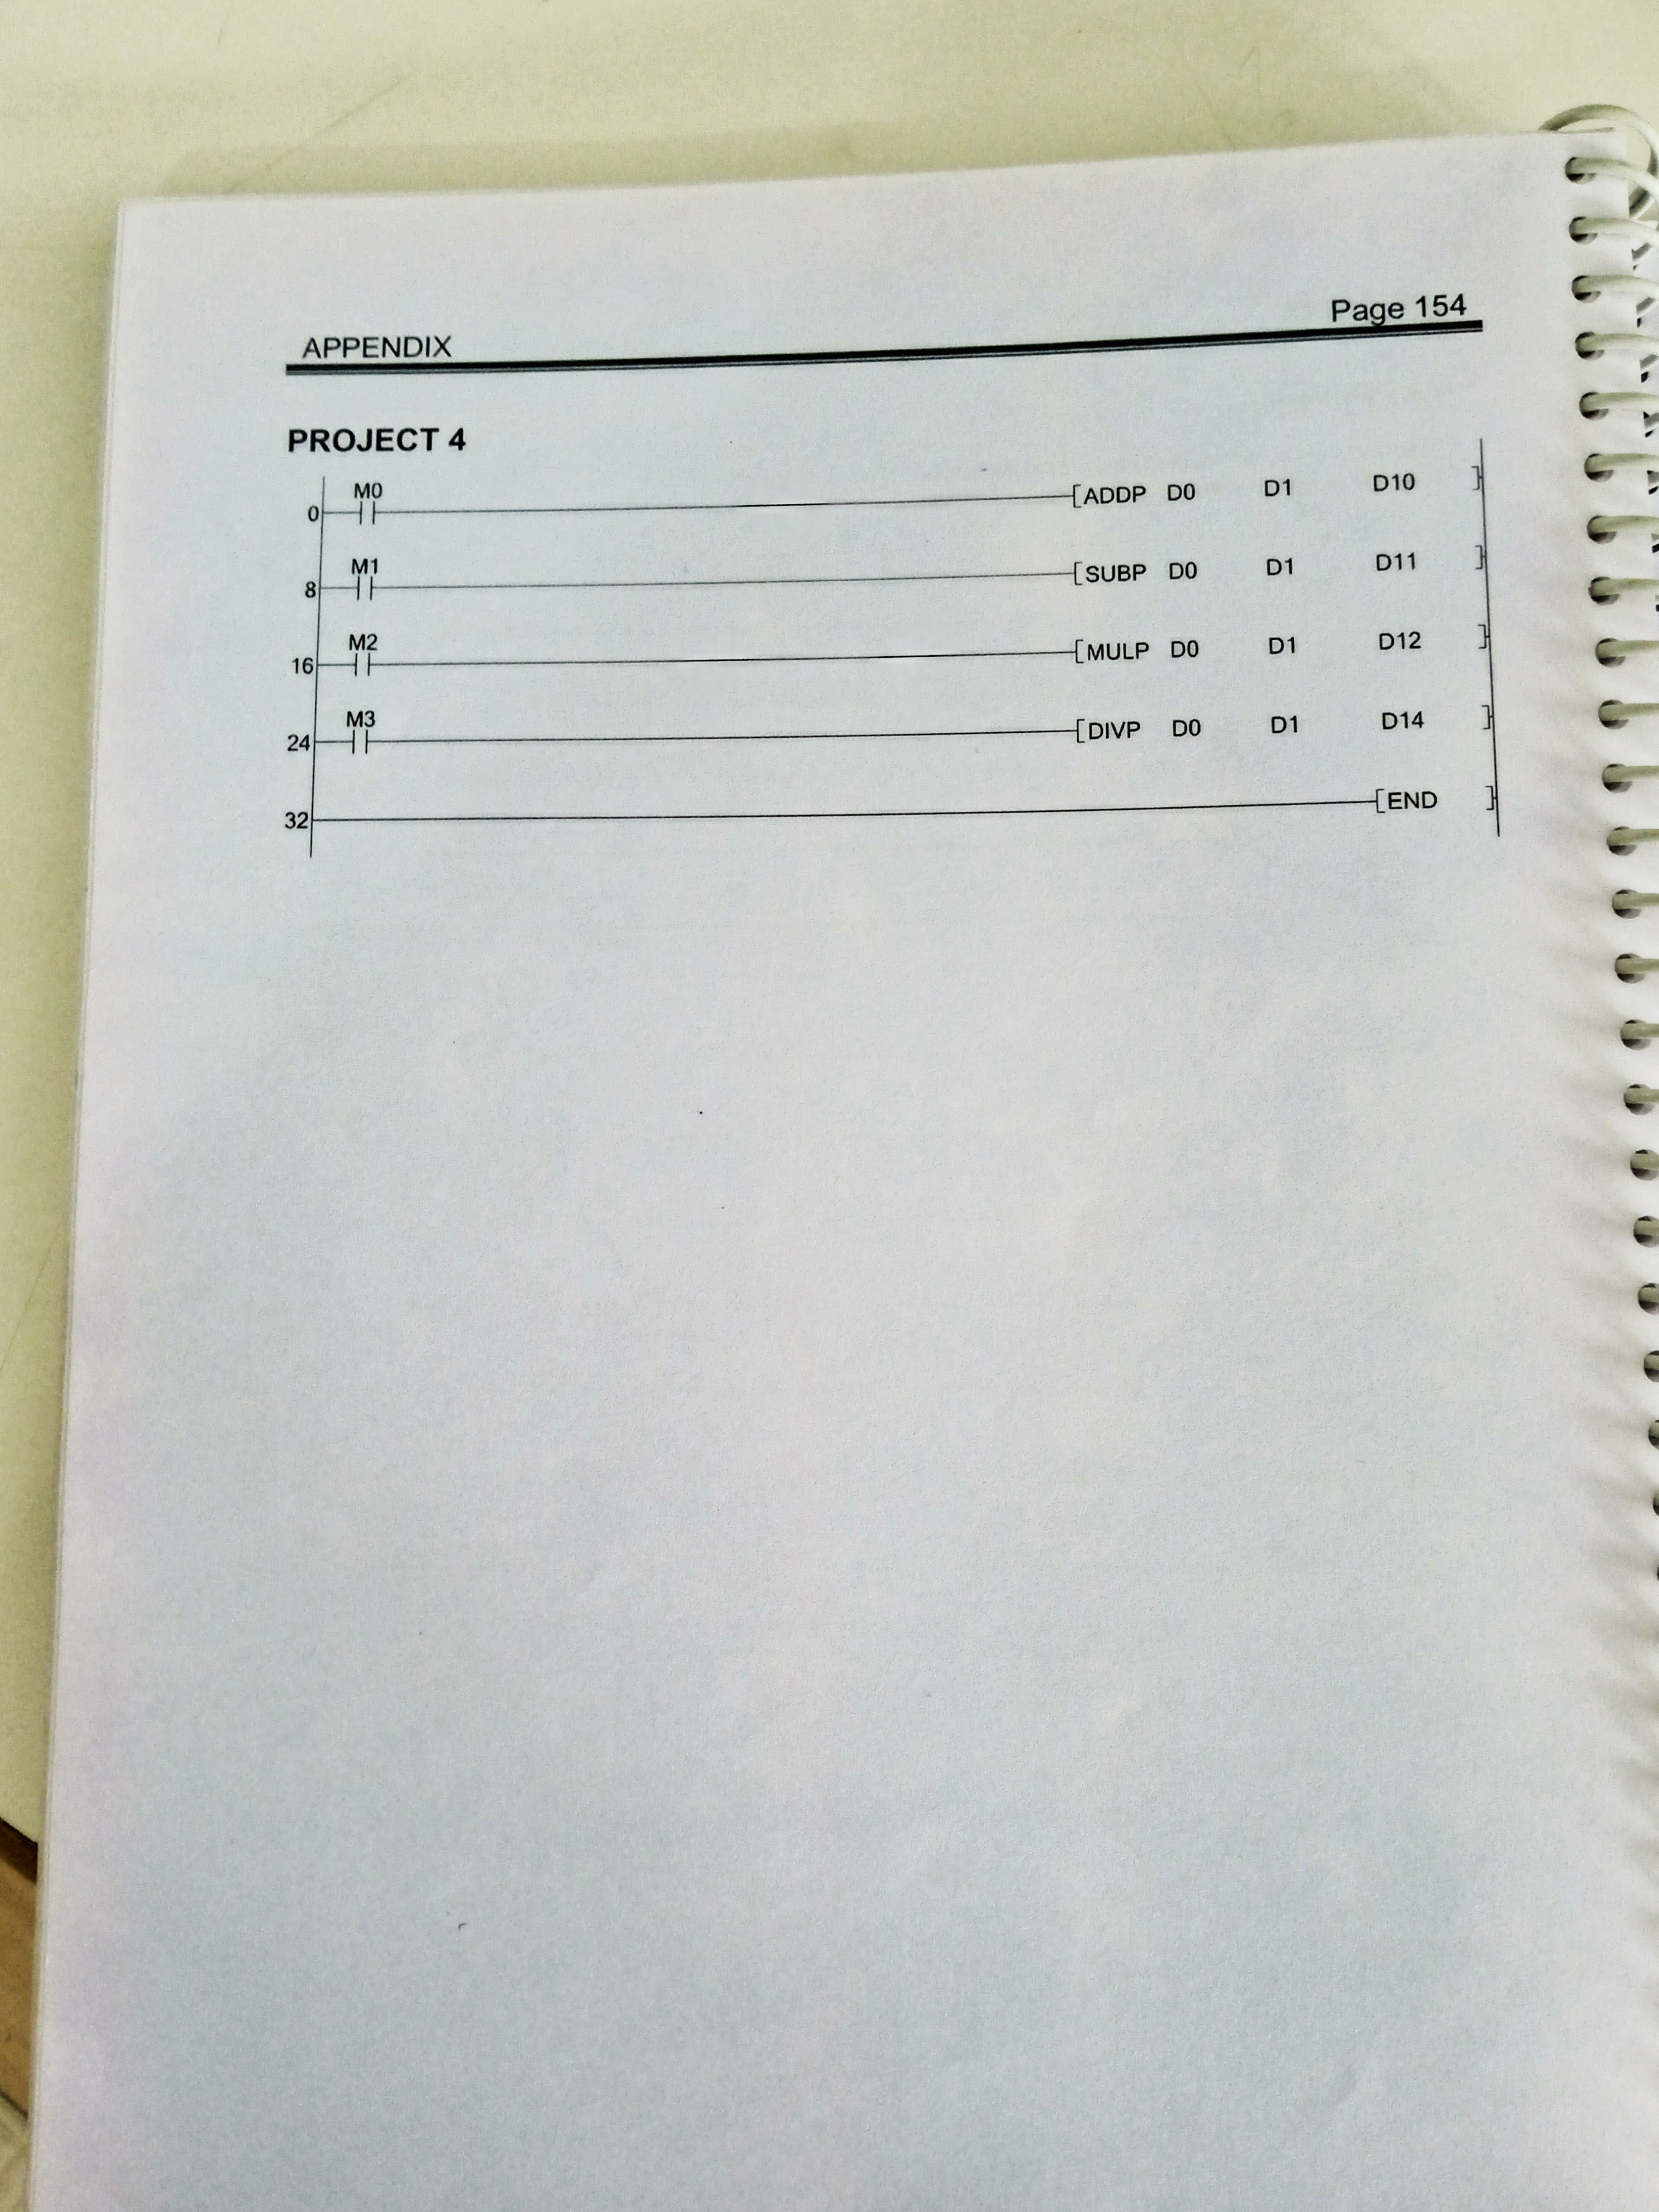 Page 154
APPENDIX
PROJECT 4
M0
0 ADDP D0 D1 D10
M1
8 SUBP D0 D1 D11
M2
16 MULP D0 D1 D12
M3
24 DIVP D0 D1 D14
32 END